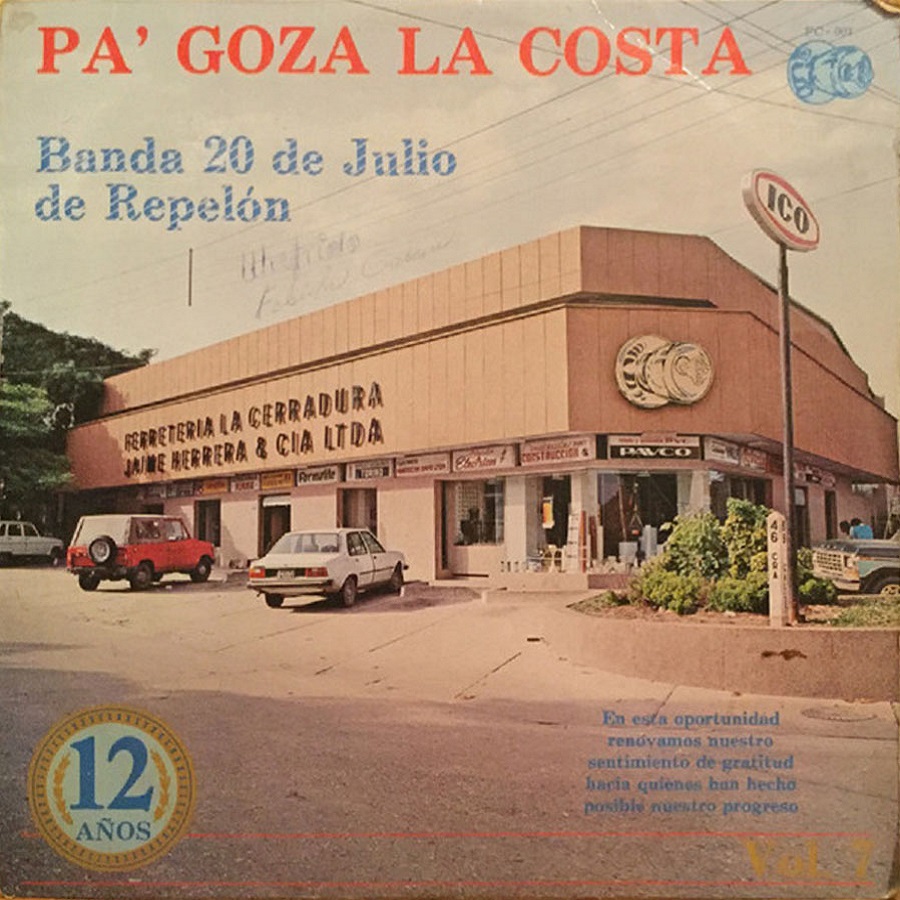 PA' GOZA LA COSTA
Banda 20 de Julio
de Repelón
ICO
FERRETERIA LA CERRADURA
JAIME HERRERA & CIA LTDA
CONSTRUCCION
PAVCO
46
CRA
En esta oportunidad
renovamos nuestro
sentimiento de gratitud
hacia quienes han hecho
posible nuestro progreso
12
AÑOS
Vol. 7